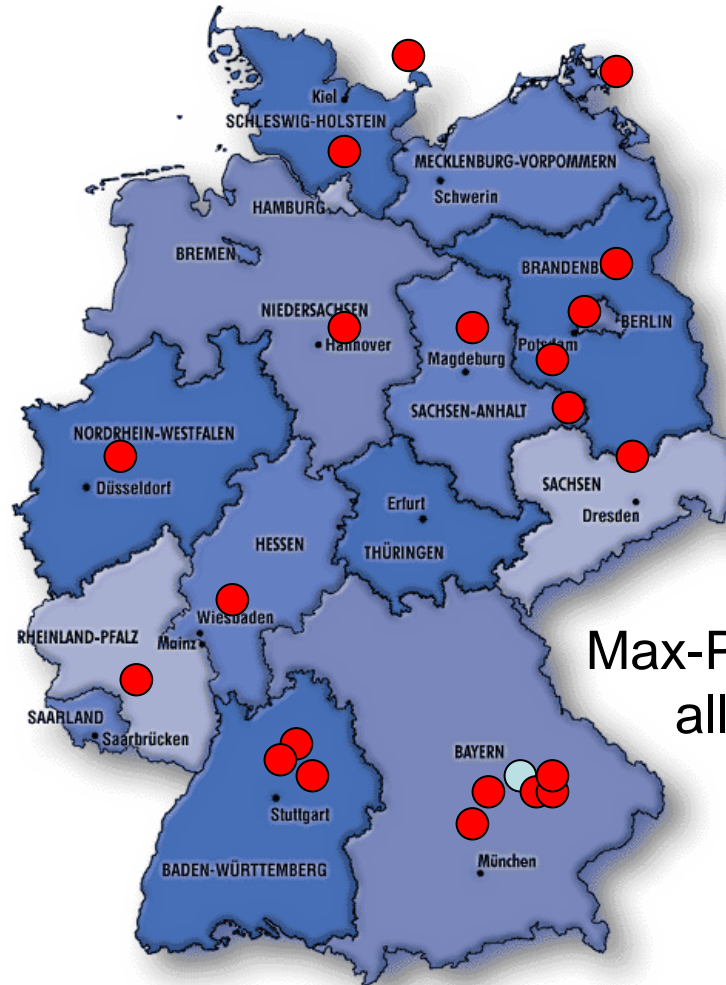 Kiel
SCHLESWIG-HOLSTEIN
MECKLENBURG-VORPOMMERN
Schwerin
HAMBURG
BREMEN
BRANDENB
NIEDERSACHSEN
Hannover
BERLIN
Potsdam
Magdeburg
SACHSEN-ANHALT
NORDRHEIN-WESTFALEN
Düsseldorf
SACHSEN
Dresden
Erfurt
THÜRINGEN
HESSEN
Wiesbaden
Mainz
RHEINLAND-PFALZ
Max-P
all
SAARLAND
Saarbrücken
BAYERN
Stuttgart
BADEN-WÜRTTEMBERG
München